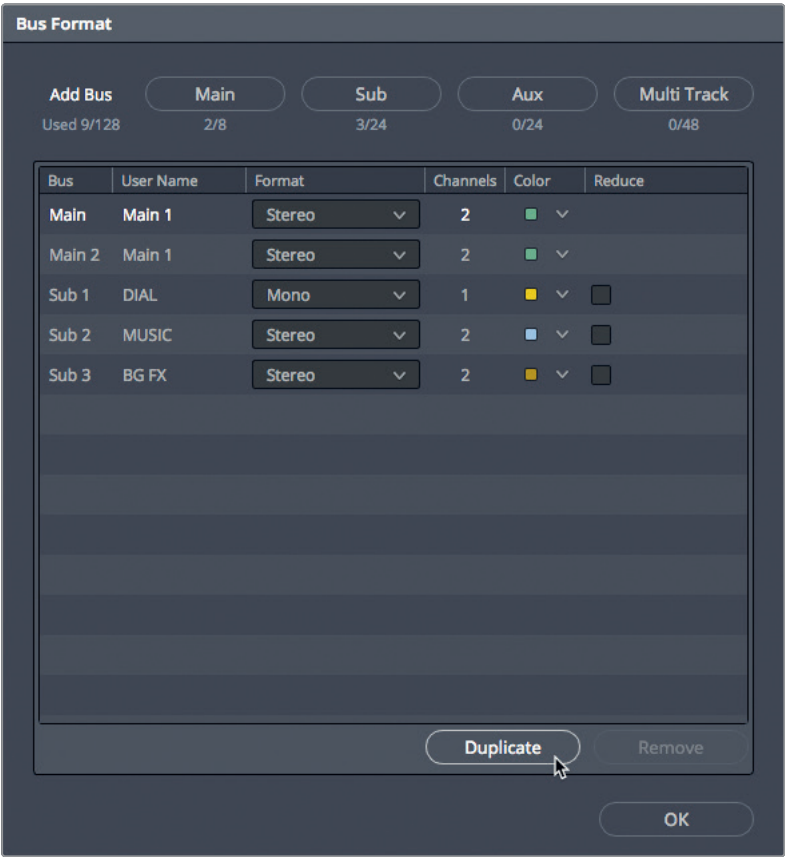 Bus Format
Add Bus Main Sub Aux Multi Track
Used 9/128 2/8 3/24 0/24 0/48
Bus User Name Format Channels Color Reduce
Main Main 1 Stereo 2
Main 2 Main 1 Stereo 2
Sub 1 DIAL Mono 1
Sub 2 MUSIC Stereo 2
Sub 3 BG FX Stereo 2
Duplicate Remove
OK